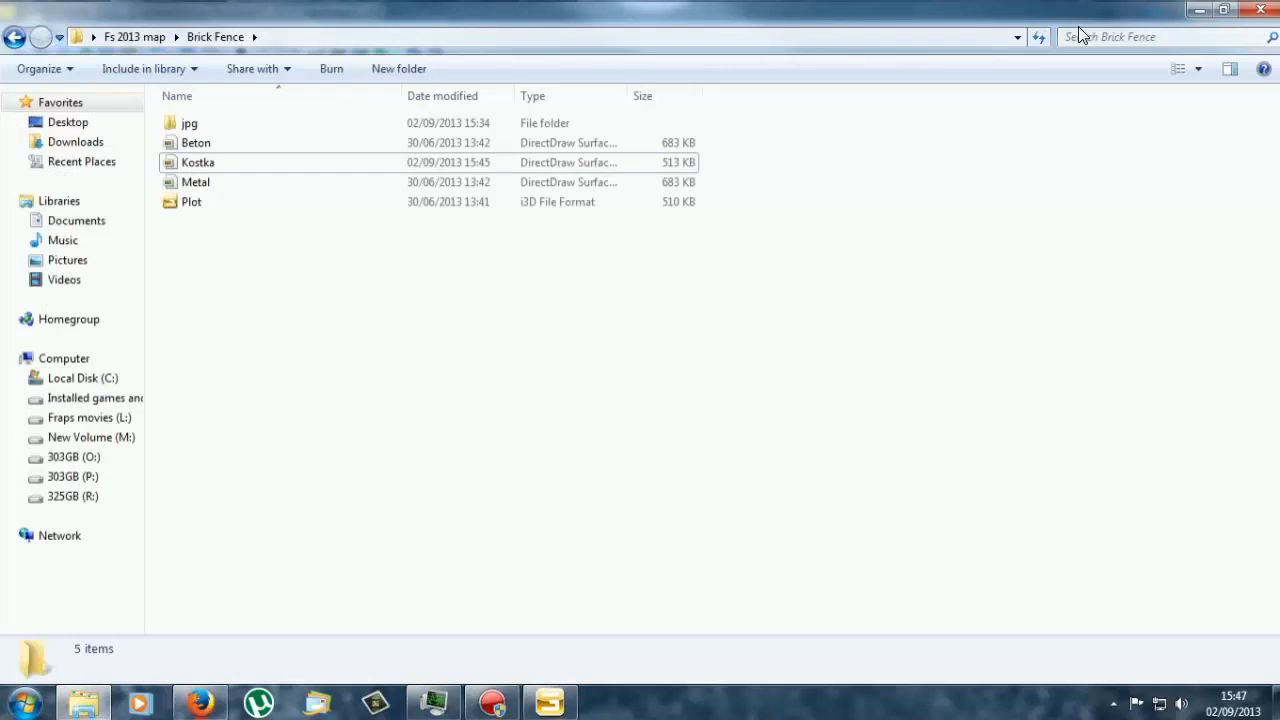 Fs 2013 map Brick Fence
Search Brick Fence
Organize Include in library Share with Burn New folder
Name Date modified Type Size
Favorites
Desktop
Downloads
Recent Places
Libraries
Documents
Music
Pictures
Videos
Homegroup
Computer
Local Disk (C:)
Installed games and
Fraps movies (L:)
New Volume (M:)
303GB (O:)
303GB (P:)
325GB (R:)
Network
jpg 02/09/2013 15:34 File folder
Beton 30/06/2013 13:42 DirectDraw Surfac... 683 KB
Kostka 02/09/2013 15:45 DirectDraw Surfac... 513 KB
Metal 30/06/2013 13:42 DirectDraw Surfac... 683 KB
Plot 30/06/2013 13:41 i3D File Format 510 KB
5 items
15:47
02/09/2013